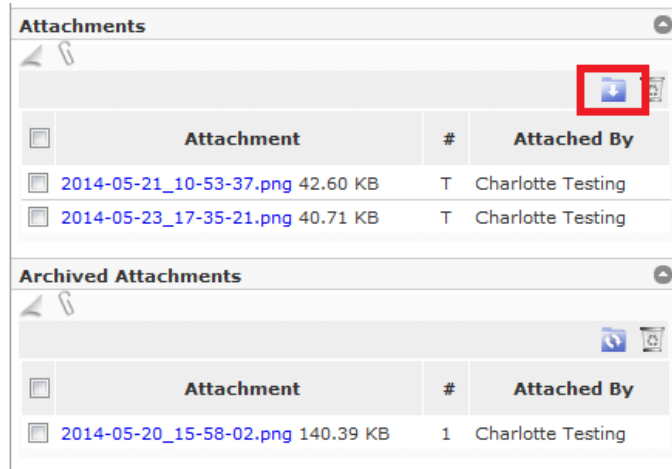 Attachments
Attachment # Attached By
2014-05-21_10-53-37.png 42.60 KB T Charlotte Testing
2014-05-23_17-35-21.png 40.71 KB T Charlotte Testing
Archived Attachments
Attachment # Attached By
2014-05-20_15-58-02.png 140.39 KB 1 Charlotte Testing